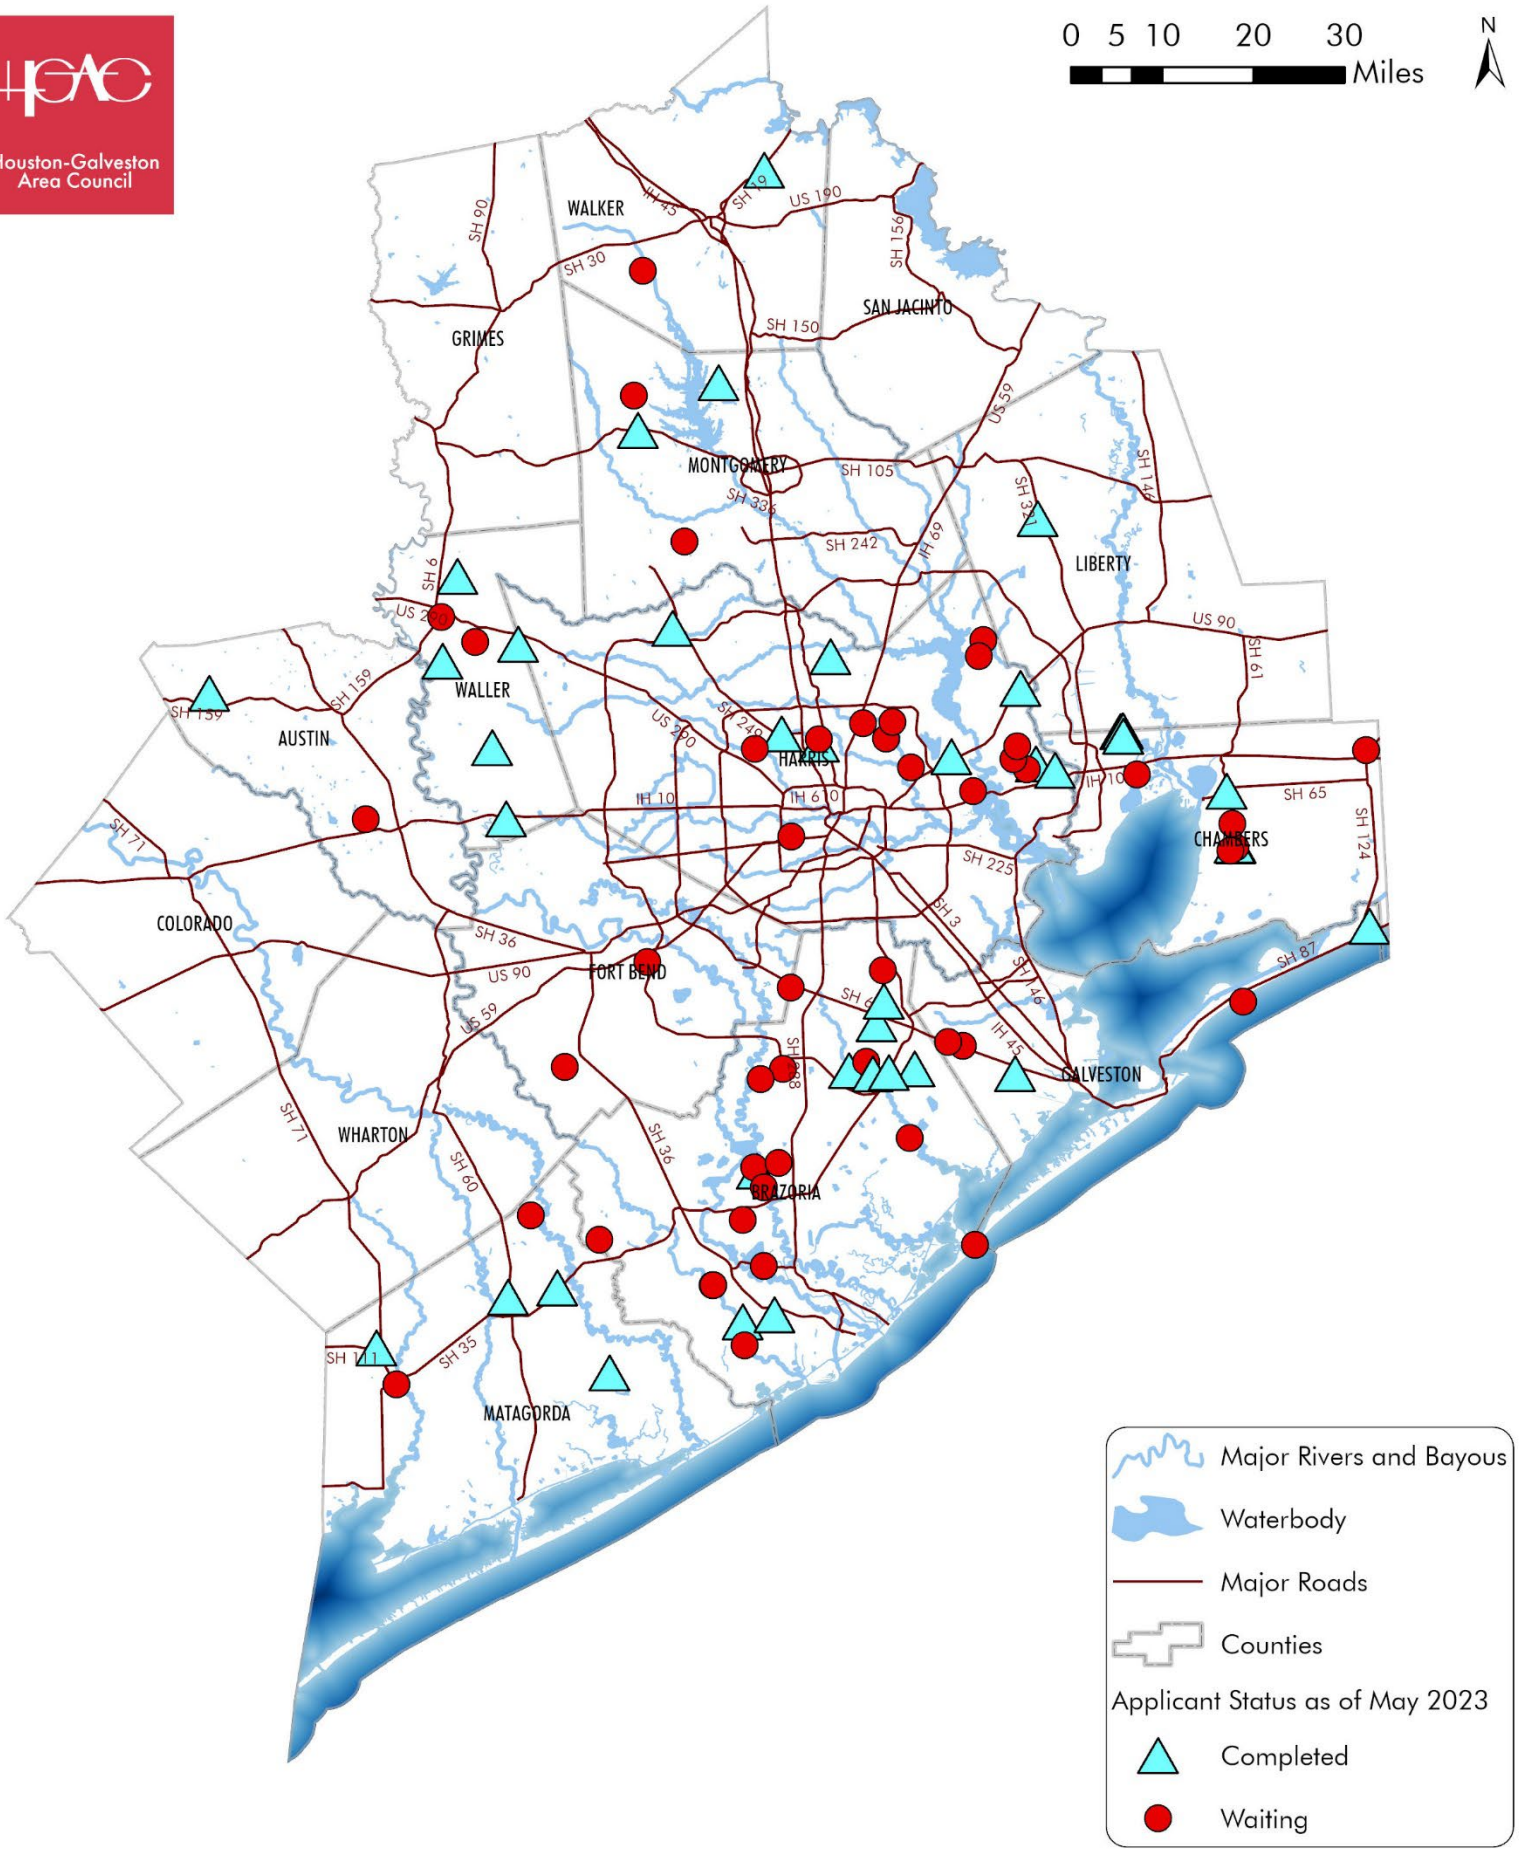 Houston-Galveston
Area Council
0 5 10 20 30
Miles
N
WALKER
IH 45
SH 19
US 190
SH 90
SH 156
SH 30
SAN JACINTO
SH 150
GRIMES
US 59
MONTGOMERY
SH 105
SH 146
SH 336
SH 321
SH 242
IH 69
LIBERTY
SH 6
US 290
US 90
SH 61
SH 159
WALLER
SH 159
AUSTIN
US 290
SH 249
HARRIS
IH 10
IH 10
IH 610
SH 65
SH 71
CHAMBERS
SH 124
SH 225
COLORADO
SH 3
SH 36
SH 87
US 90
FORT BEND
SH 146
SH 6
US 59
IH 45
SH 288
GALVESTON
SH 71
WHARTON
SH 36
SH 60
BRAZORIA
SH 35
SH 111
MATAGORDA
Major Rivers and Bayous
Waterbody
Major Roads
Counties
Applicant Status as of May 2023
Completed
Waiting